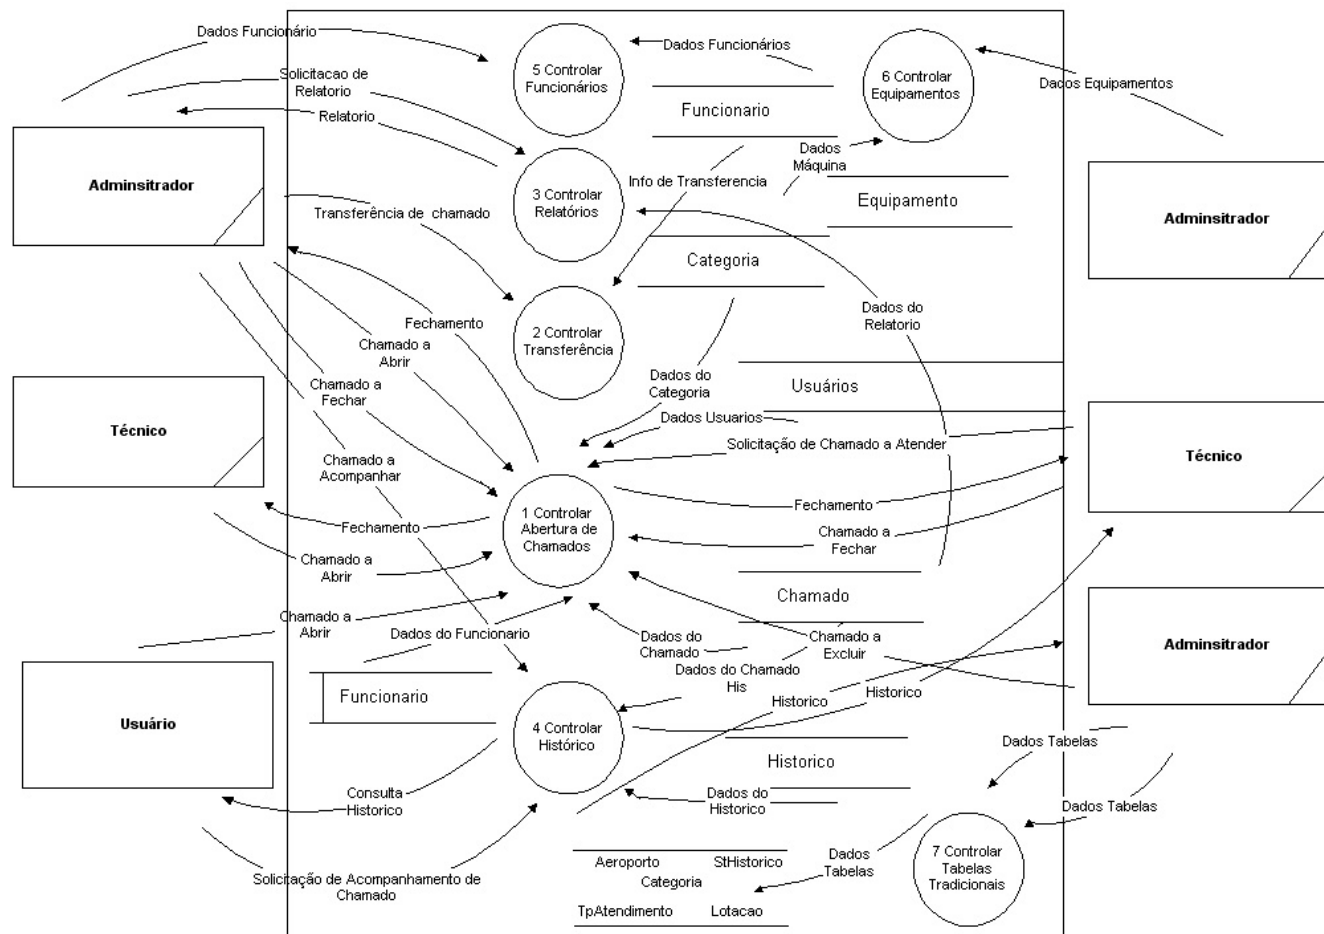 Dados Funcionário
Dados Funcionários
5 Controlar
Funcionários
6 Controlar
Equipamentos
Dados Equipamentos
Solicitacao de
Relatorio
Relatorio
Funcionario
Dados
Máquina
Adminsitrador
3 Controlar
Relatórios
Info de Transferencia
Equipamento
Transferência de chamado
Adminsitrador
Categoria
Dados do
Relatorio
Fechamento
2 Controlar
Transferência
Chamado a
Abrir
Chamado a
Fechar
Dados do
Categoria
Usuários
Dados Usuarios
Técnico
Solicitação de Chamado a Atender
Técnico
Chamado a
Acompanhar
Fechamento
1 Controlar
Abertura de
Chamados
Fechamento
Chamado a
Fechar
Chamado a
Abrir
Chamado
Chamado a
Abrir
Dados do Funcionario
Dados do
Chamado
Chamado a
Excluir
Adminsitrador
Dados do Chamado
His
Historico
Historico
Funcionario
Usuário
4 Controlar
Histórico
Dados Tabelas
Historico
Consulta
Historico
Dados do
Historico
Dados Tabelas
Dados
Tabelas
7 Controlar
Tabelas
Tradicionais
Aeroporto
StHistorico
Categoria
TpAtendimento
Lotacao
Solicitação de Acompanhamento de
Chamado